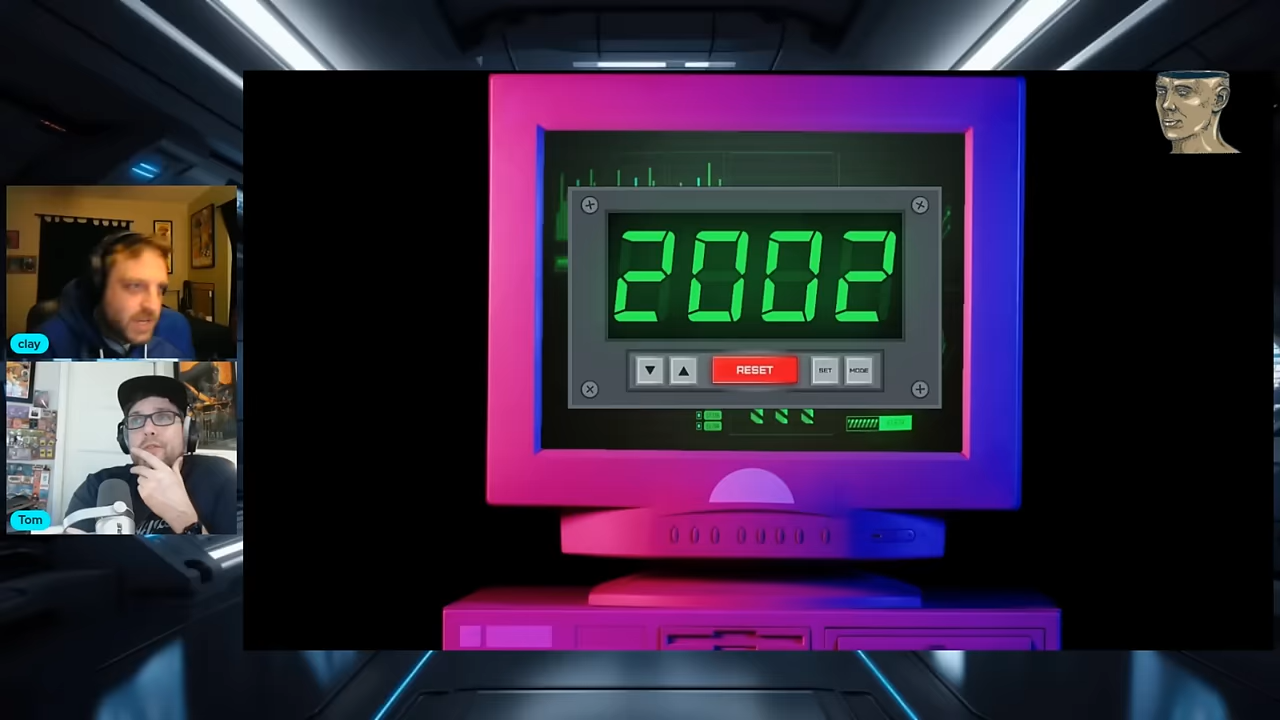 2002
▼ ▲ RESET SET MODE
clay
Tom